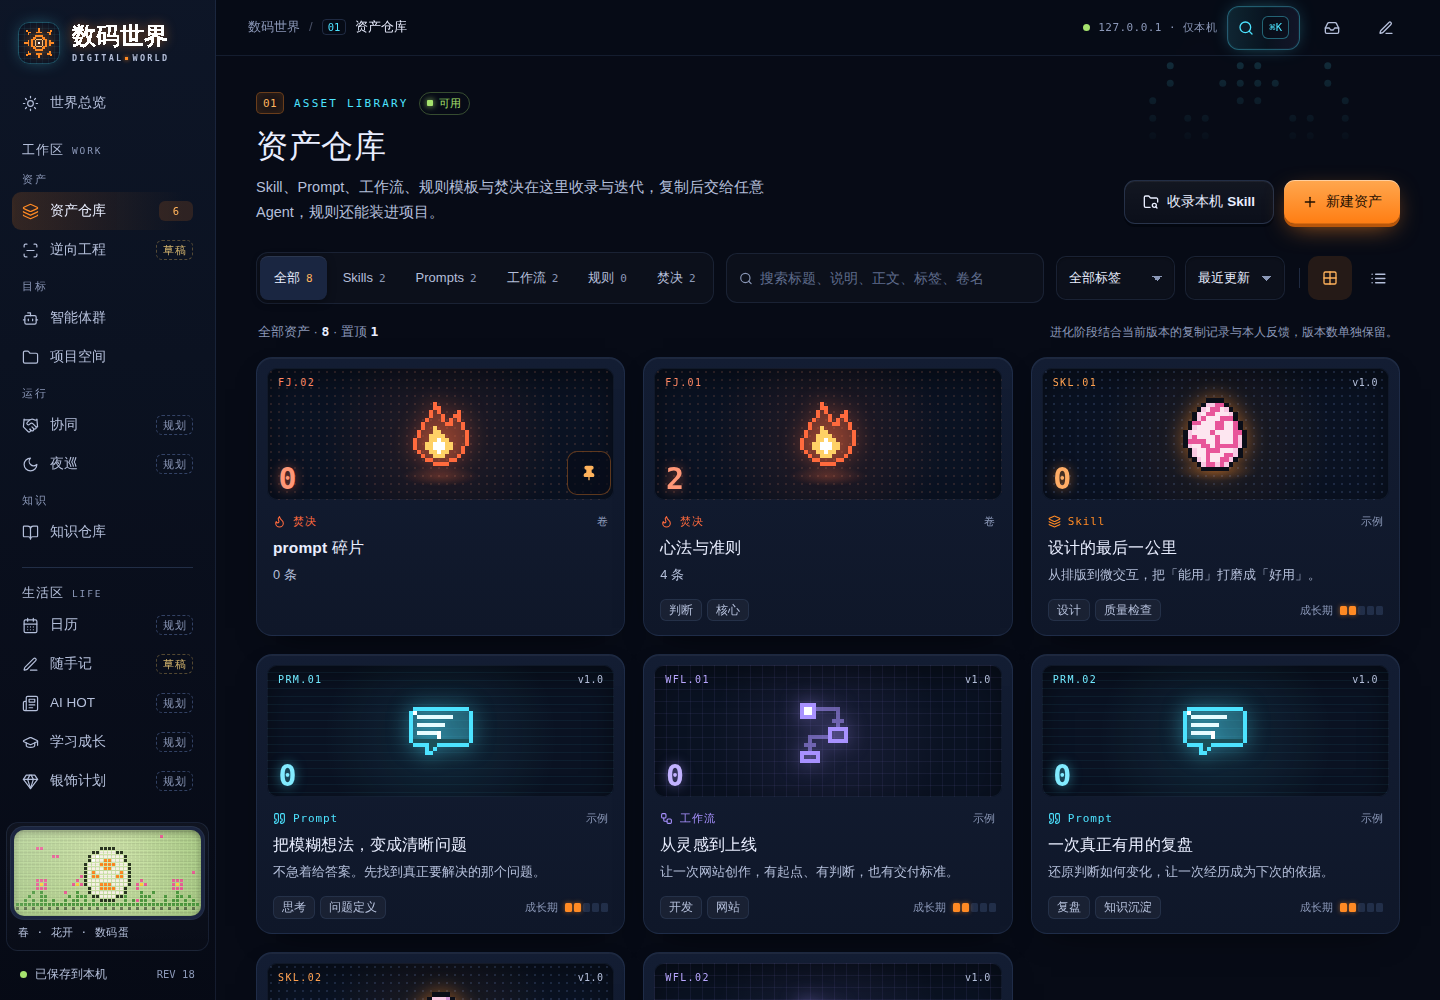 数码世界
DIGITAL WORLD
世界总览
工作区 WORK
资产
资产仓库 6
逆向工程 草稿
目标
智能体群
项目空间
运行
协同 规划
夜巡 规划
知识
知识仓库
生活区 LIFE
日历 规划
随手记 草稿
AI HOT 规划
学习成长 规划
银饰计划 规划
春 · 花开 · 数码蛋
已保存到本机 REV 18
数码世界 / 01 资产仓库
127.0.0.1 · 仅本机 ⌘K
01 ASSET LIBRARY 可用
资产仓库
Skill、Prompt、工作流、规则模板与焚决在这里收录与迭代，复制后交给任意
Agent，规则还能装进项目。
收录本机 Skill
新建资产
全部 8 Skills 2 Prompts 2 工作流 2 规则 0 焚决 2
搜索标题、说明、正文、标签、卷名
全部标签
最近更新
全部资产 · 8 · 置顶 1
进化阶段结合当前版本的复制记录与本人反馈，版本数单独保留。
FJ.02
0
焚决 卷
prompt 碎片
0 条
FJ.01
2
焚决 卷
心法与准则
4 条
判断 核心
SKL.01 v1.0
0
Skill 示例
设计的最后一公里
从排版到微交互，把「能用」打磨成「好用」。
设计 质量检查 成长期
PRM.01 v1.0
0
Prompt 示例
把模糊想法，变成清晰问题
不急着给答案。先找到真正要解决的那个问题。
思考 问题定义 成长期
WFL.01 v1.0
0
工作流 示例
从灵感到上线
让一次网站创作，有起点、有判断，也有交付标准。
开发 网站 成长期
PRM.02 v1.0
0
Prompt 示例
一次真正有用的复盘
还原判断如何变化，让一次经历成为下次的依据。
复盘 知识沉淀 成长期
SKL.02 v1.0
WFL.02 v1.0